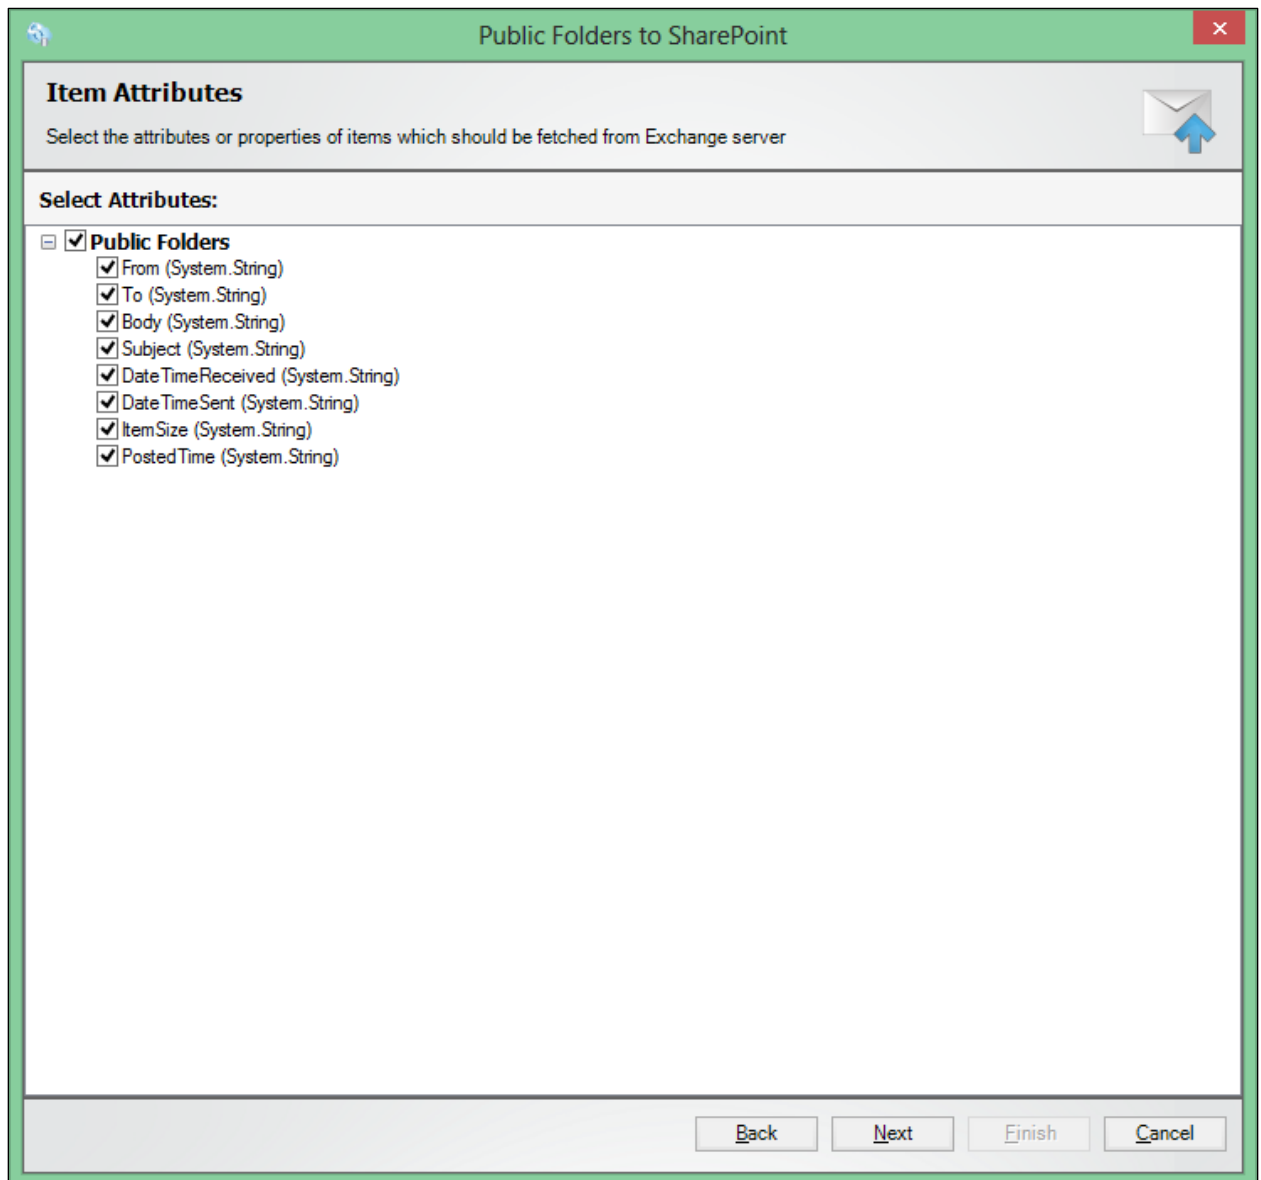 Public Folders to SharePoint
Item Attributes
Select the attributes or properties of items which should be fetched from Exchange server
Select Attributes:
Public Folders
From (System.String)
To (System.String)
Body (System.String)
Subject (System.String)
DateTimeReceived (System.String)
DateTimeSent (System.String)
ItemSize (System.String)
PostedTime (System.String)
Back Next Finish Cancel